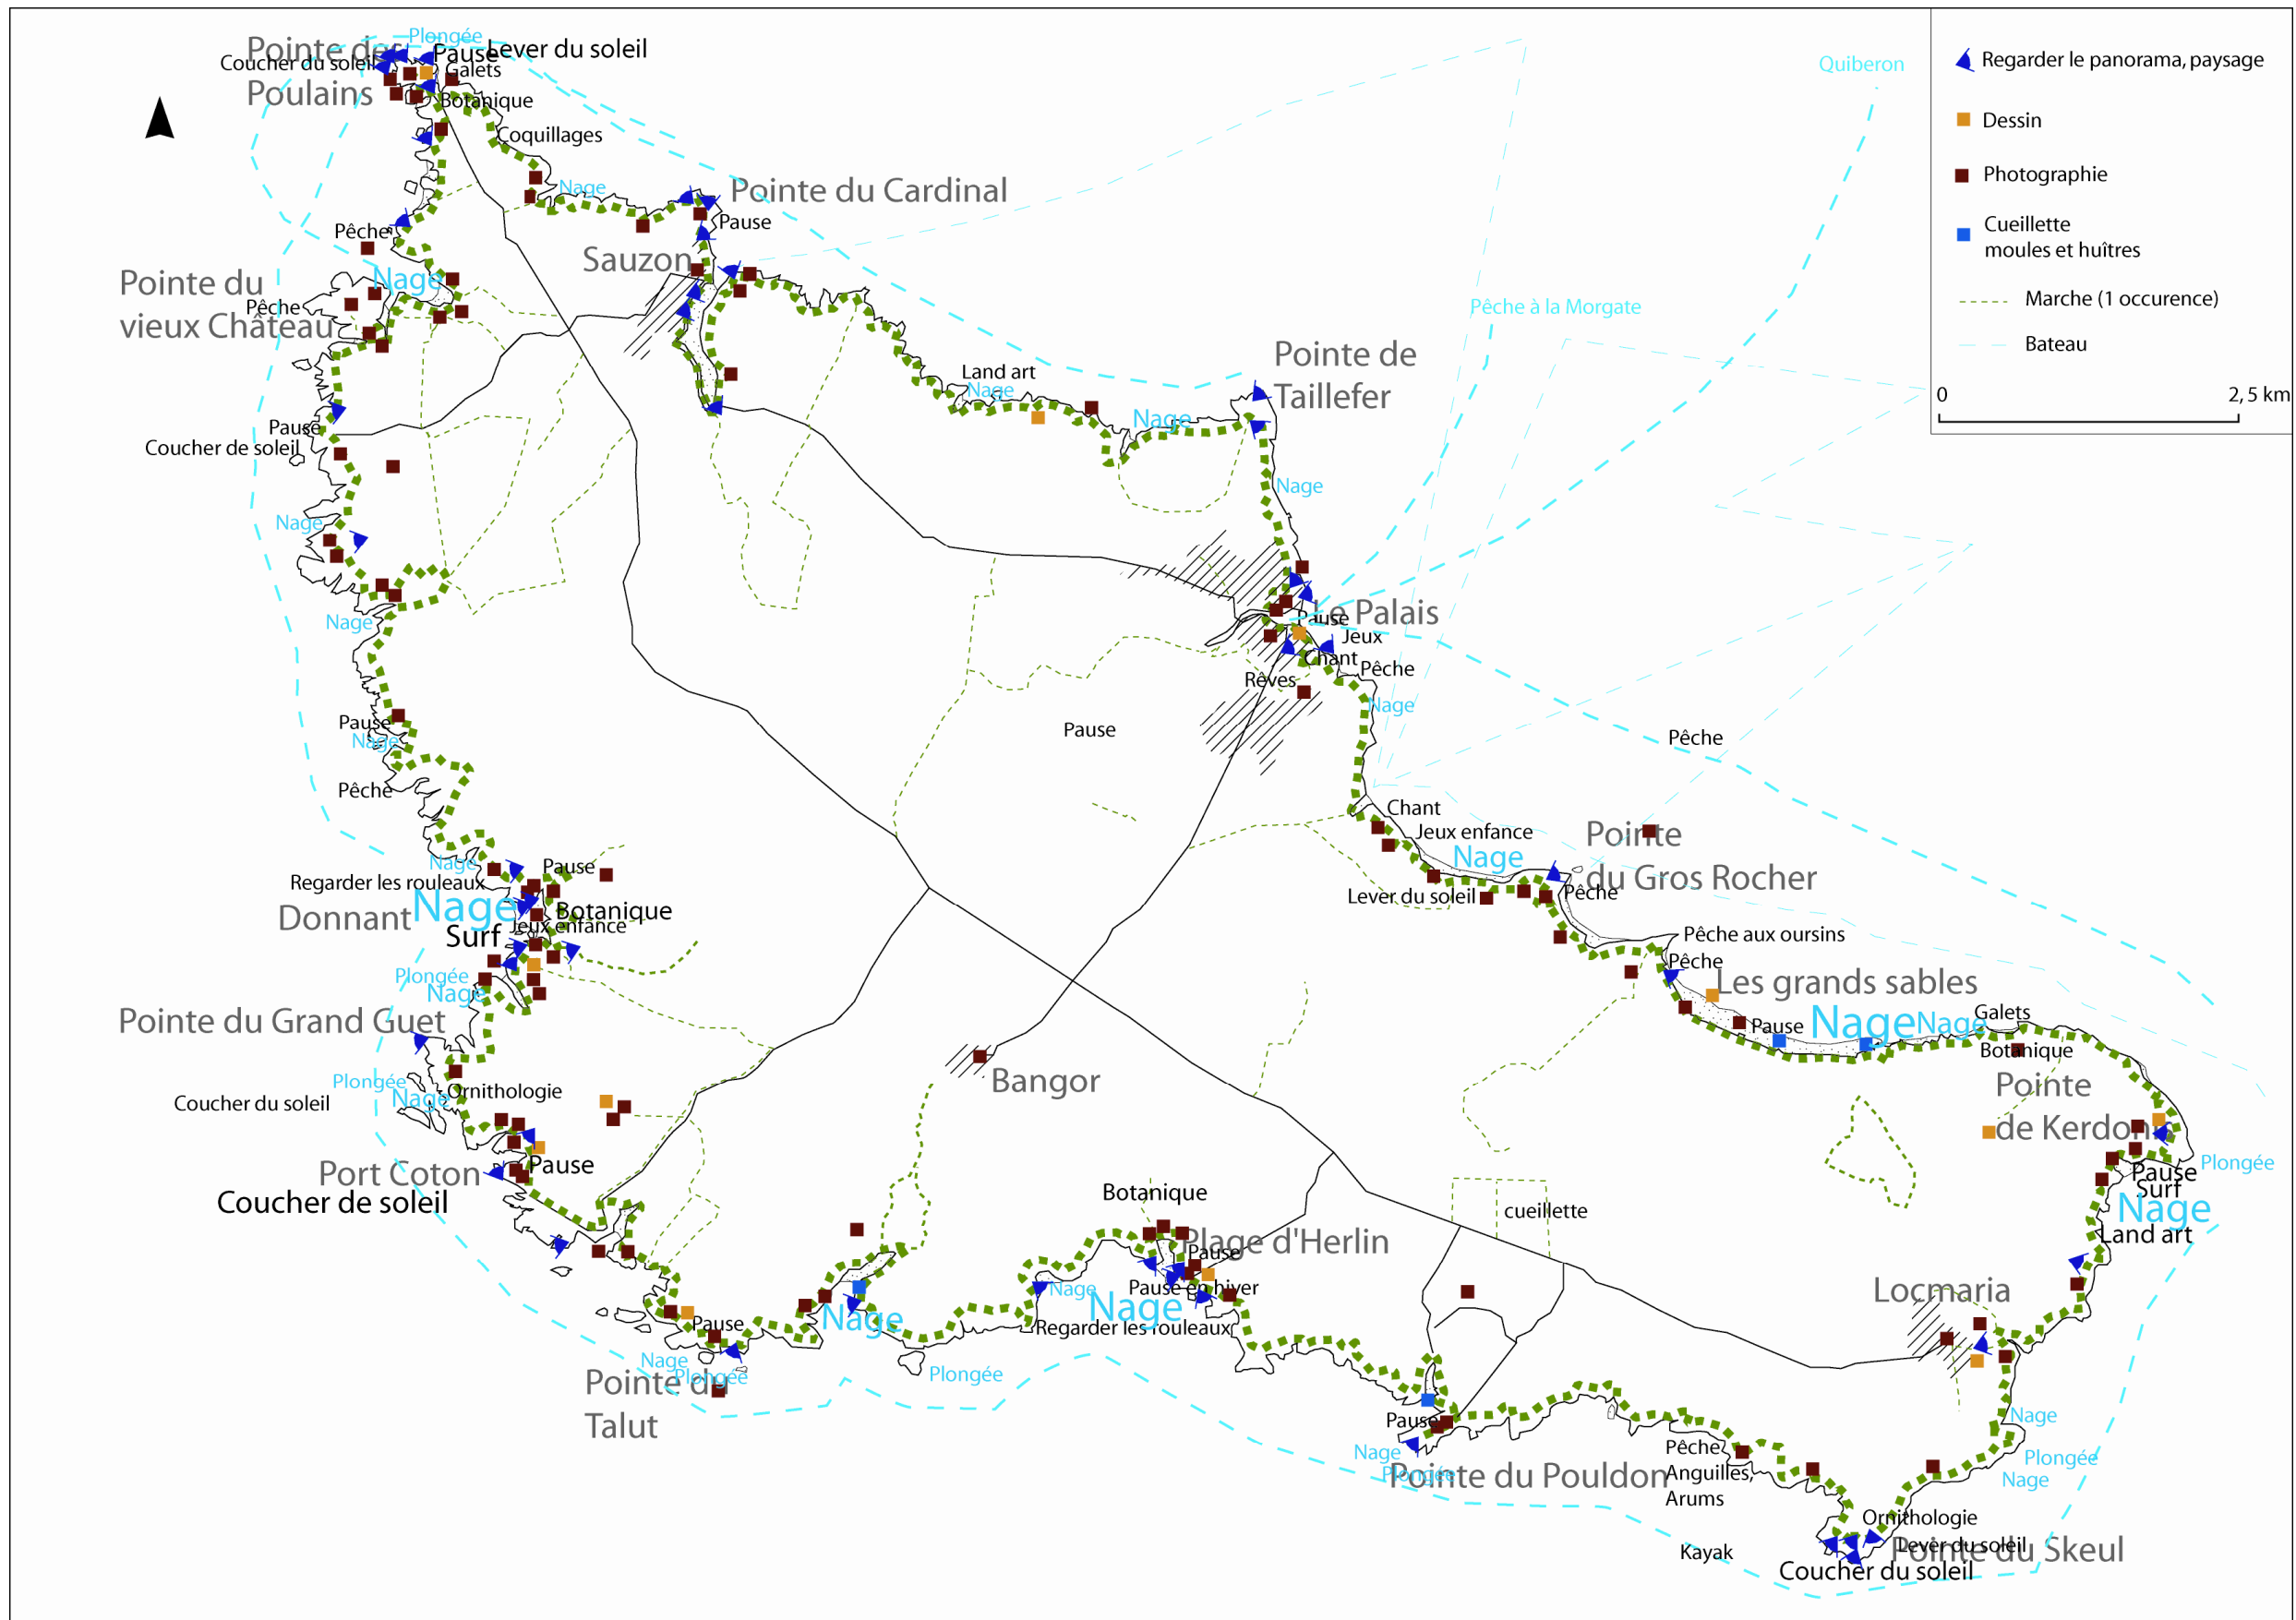 Plongée
Pointe des
Pause
Lever du soleil
Coucher du soleil
Galets
Poulains
Botanique
Coquillages
Quiberon
Regarder le panorama, paysage
Dessin
Photographie
Cueillette
moules et huîtres
Marche (1 occurence)
Bateau
0
2,5 km
Nage
Pointe du Cardinal
Pause
Pêche
Sauzon
Nage
Pointe du
vieux Château
Pêche
Pêche à la Morgate
Pointe de
Taillefer
Land art
Nage
Nage
Pause
Coucher de soleil
Nage
Nage
Nage
Le Palais
Pause
Jeux
Chant
Pêche
Rêves
Nage
Pause
Nage
Pause
Pêche
Pêche
Chant
Jeux enfance
Nage
Pointe
du Gros Rocher
Pêche
Lever du soleil
Nage
Pause
Regarder les rouleaux
Donnant
Nage
Botanique
Jeux enfance
Surf
Pêche aux oursins
Pêche
Les grands sables
Plongée
Nage
Pause
Nage
Nage
Galets
Botanique
Pointe du Grand Guet
Pointe
de Kerdonis
Bangor
Plongée
Nage
Ornithologie
Coucher du soleil
Port Coton
Pause
Coucher de soleil
Plongée
Pause
Surf
Nage
Land art
Botanique
cueillette
Plage d'Herlin
Pause
Pause en hiver
Nage
Nage
Regarder les rouleaux
Locmaria
Nage
Pause
Nage
Plongée
Pointe du
Talut
Plongée
Pause
Nage
Plongée
Pointe du Pouldon
Pêche
Anguilles,
Arums
Nage
Plongée
Nage
Ornithologie
Lever du soleil
Pointe du Skeul
Kayak
Coucher du soleil